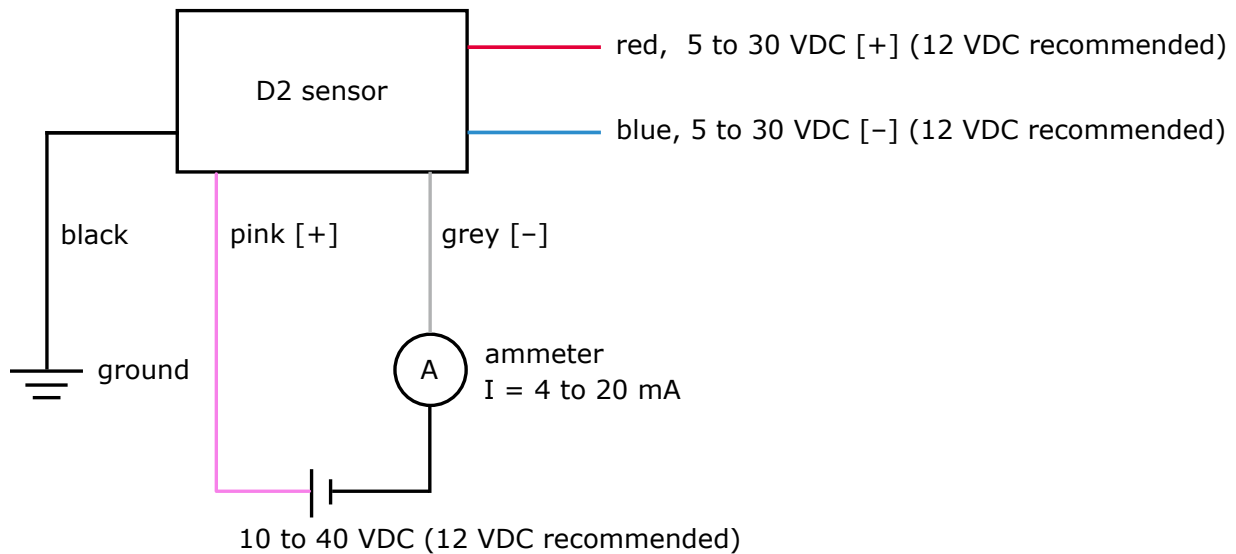 red, 5 to 30 VDC [+] (12 VDC recommended)
D2 sensor
blue, 5 to 30 VDC [–] (12 VDC recommended)
black
pink [+]
grey [–]
ground
A
ammeter
I = 4 to 20 mA
10 to 40 VDC (12 VDC recommended)